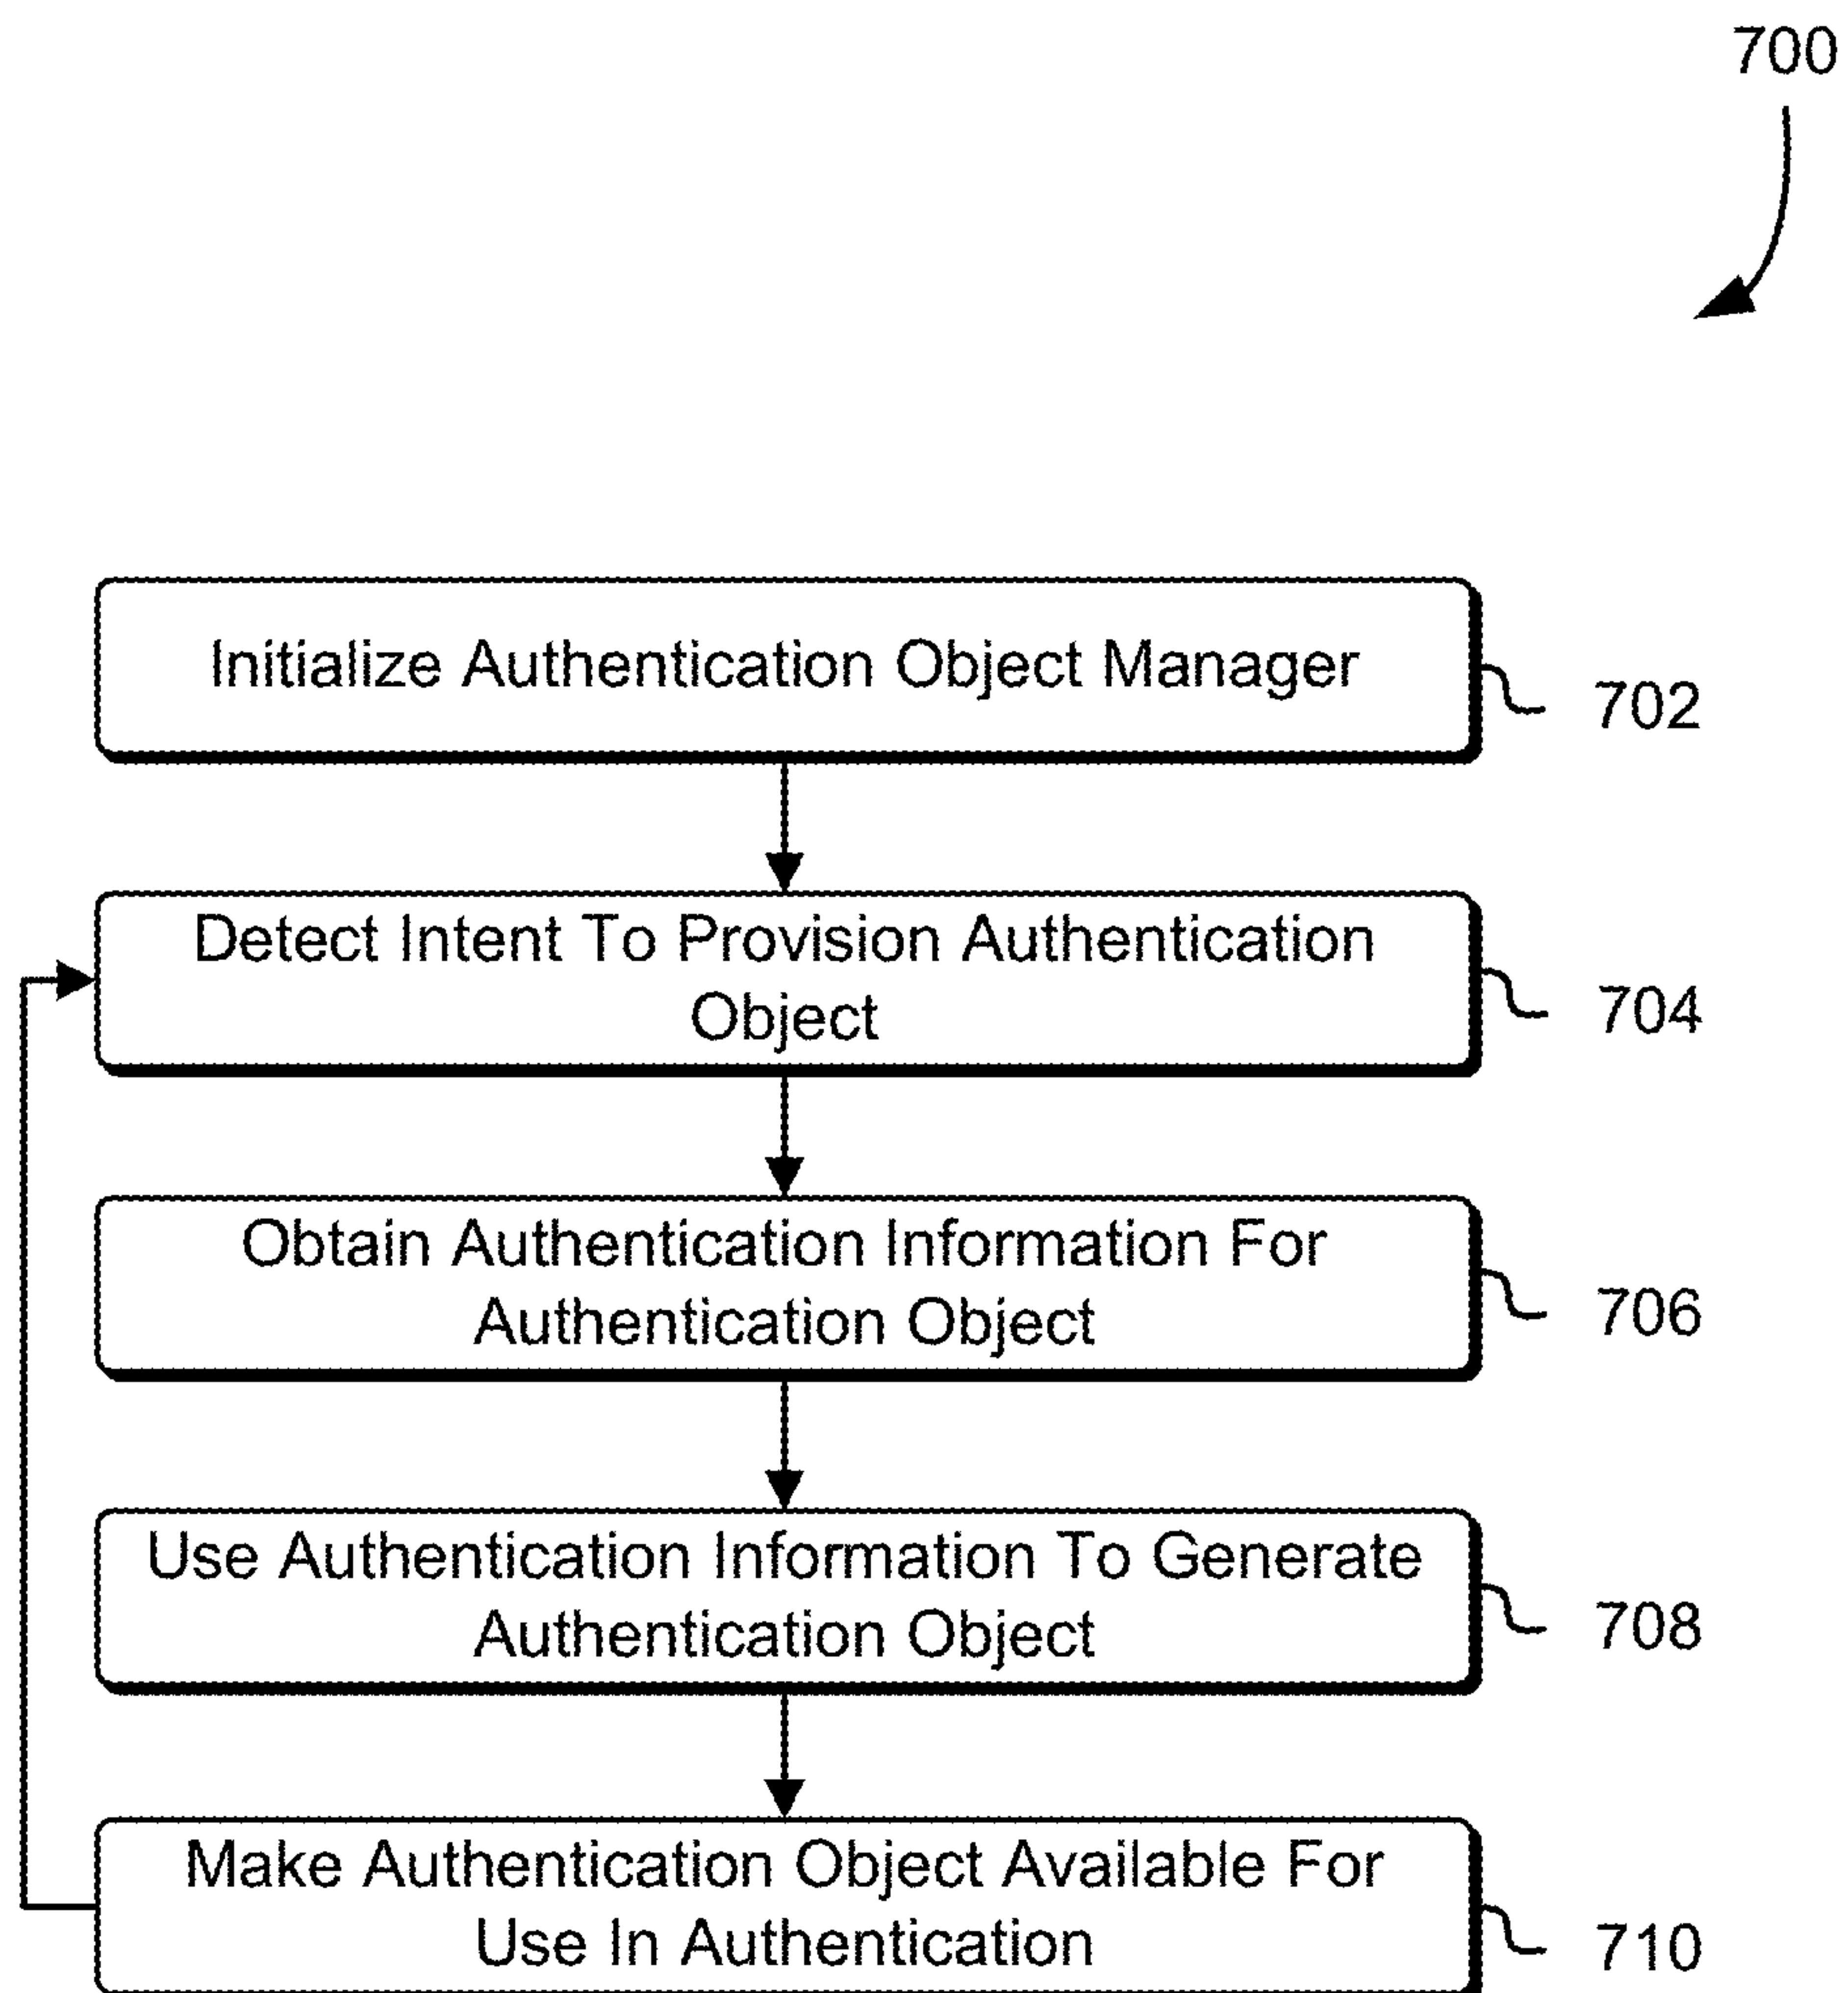 700
Initialize Authentication Object Manager
702
Detect Intent To Provision Authentication
Object
704
Obtain Authentication Information For
Authentication Object
706
Use Authentication Information To Generate
Authentication Object
708
Make Authentication Object Available For
Use In Authentication
710